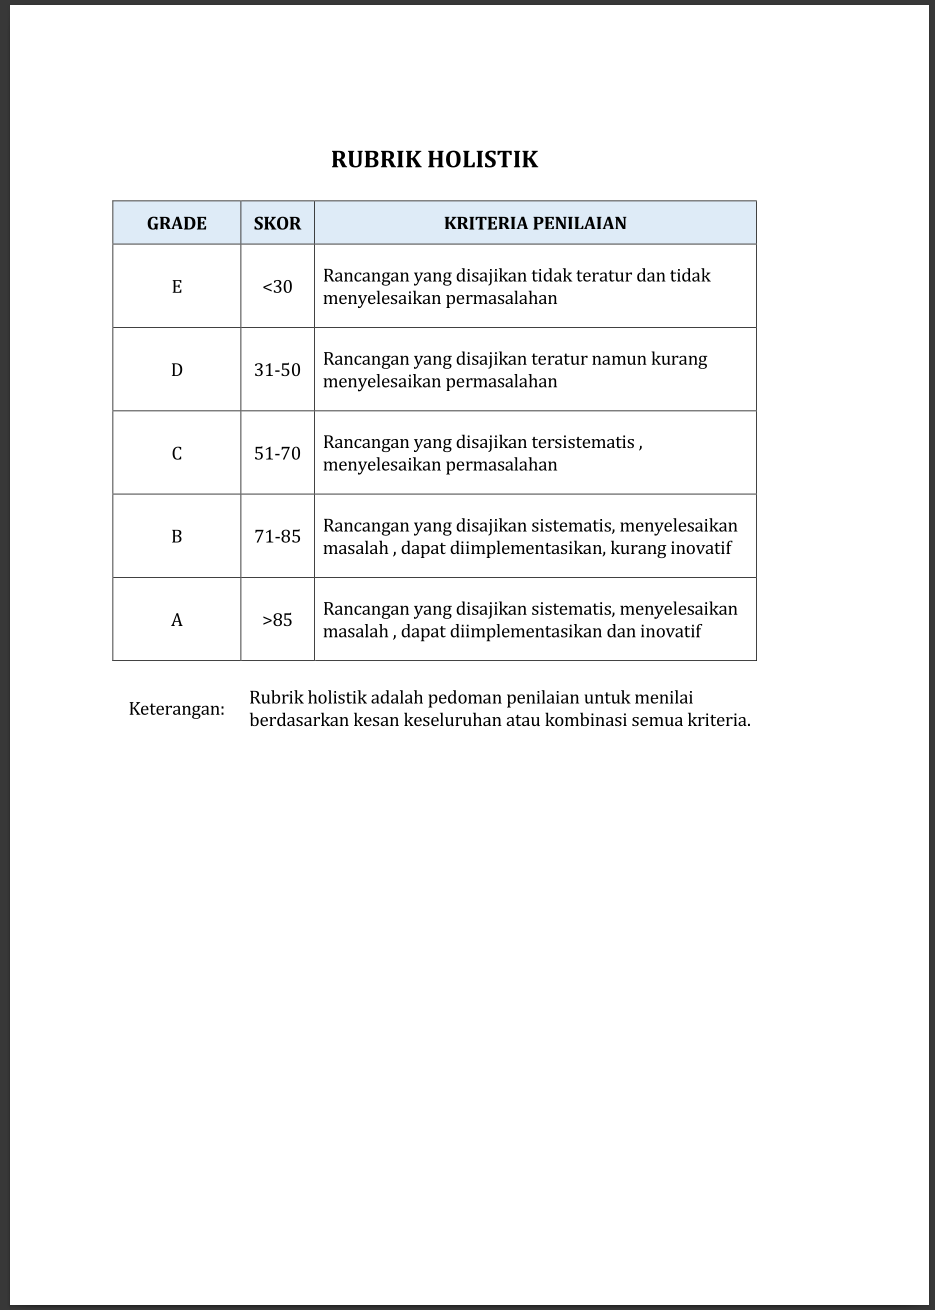 RUBRIK HOLISTIK
GRADE SKOR KRITERIA PENILAIAN
E <30 Rancangan yang disajikan tidak teratur dan tidak
menyelesaikan permasalahan
D 31-50 Rancangan yang disajikan teratur namun kurang
menyelesaikan permasalahan
C 51-70 Rancangan yang disajikan tersistematis ,
menyelesaikan permasalahan
B 71-85 Rancangan yang disajikan sistematis, menyelesaikan
masalah , dapat diimplementasikan, kurang inovatif
A >85 Rancangan yang disajikan sistematis, menyelesaikan
masalah , dapat diimplementasikan dan inovatif
Keterangan: Rubrik holistik adalah pedoman penilaian untuk menilai
berdasarkan kesan keseluruhan atau kombinasi semua kriteria.